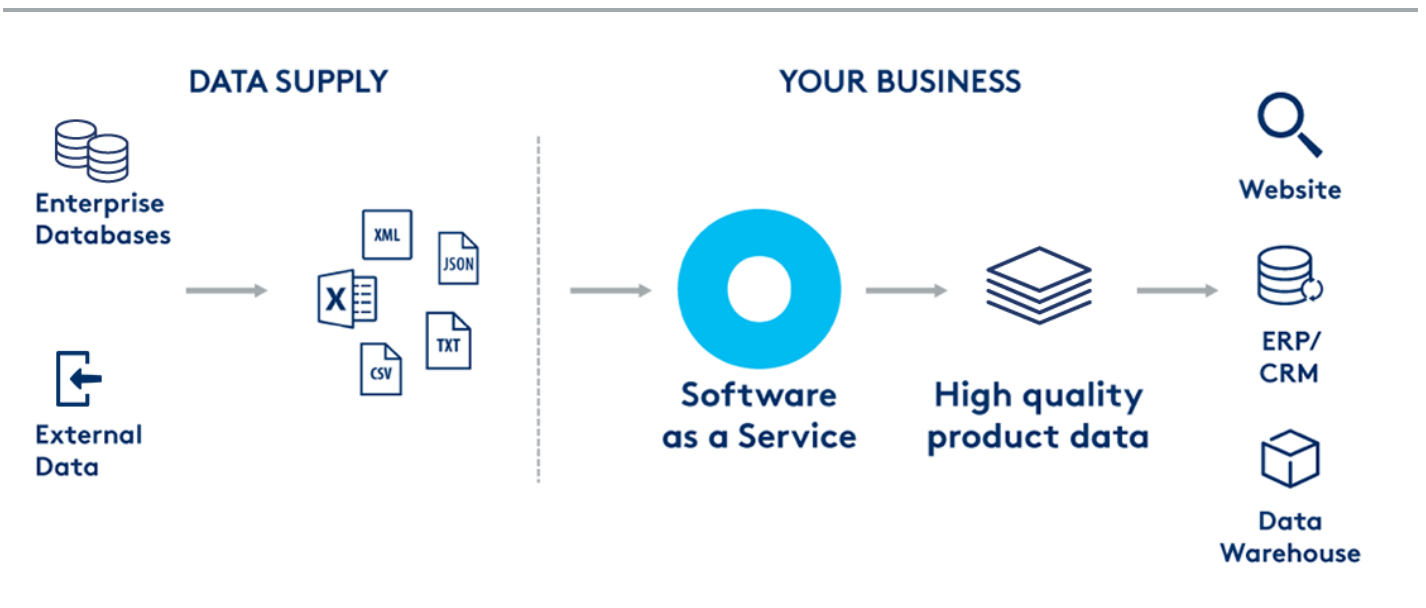 DATA SUPPLY
YOUR BUSINESS
Enterprise
Databases
External
Data
XML
JSON
X
TXT
CSV
Software
as a Service
High quality
product data
Website
ERP/
CRM
Data
Warehouse